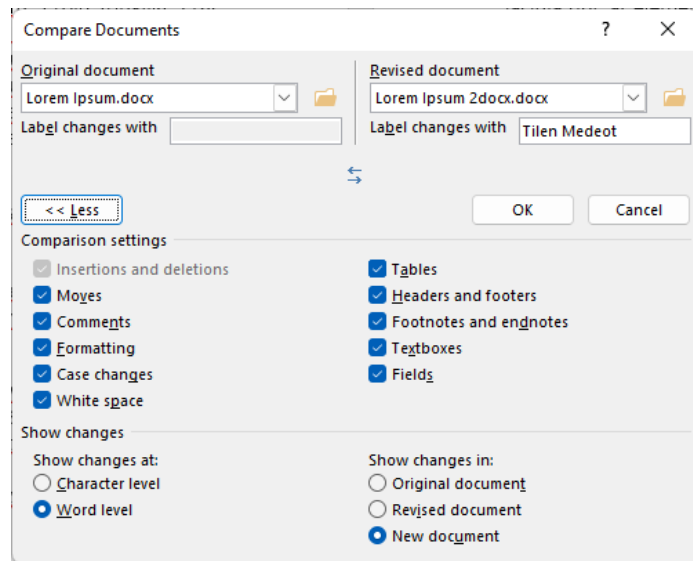 Compare Documents ?
Original document Revised document
Lorem Ipsum.docx Lorem Ipsum 2docx.docx
Label changes with Label changes with Tilen Medeot
<< Less OK Cancel
Comparison settings
Insertions and deletions Tables
Moves Headers and footers
Comments Footnotes and endnotes
Formatting Textboxes
Case changes Fields
White space
Show changes
Show changes at: Show changes in:
Character level Original document
Word level Revised document
New document